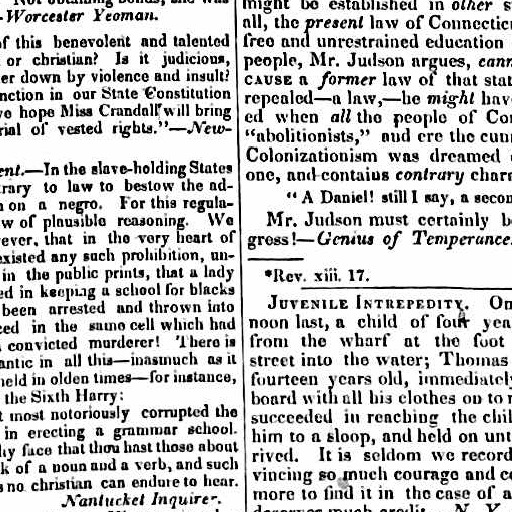 Not obtaining bonds, and was
-Worcester Yeoman.
of this benevolent and talented
or christian? Is it judicious,
er down by violence and insult?
nction in our State Constitution
we hope Miss Crandall will bring
rial of vested rights."—New-
ent.—In the slave-holding States
rary to law to bestow the ad-
n on a negro. For this regula-
w of plausible reasoning. We
ever, that in the very heart of
existed any such prohibition, un-
in the public prints, that a lady
ed in keeping a school for blacks
been arrested and thrown into
ced in the same cell which had
convicted murderer! There is
antic in all this—inasmuch as it
held in olden times—for instance,
the Sixth Harry:
t most notoriously corrupted the
in erecting a grammar school.
hy face that thou hast those about
k of a noun and a verb, and such
s no christian can endure to hear.
Nantucket Inquirer.
might be established in other s
all, the present law of Connecticu
free and unrestrained education
people, Mr. Judson argues, cann
CAUSE a former law of that stat
repealed—a law,—he might hav
ed when all the people of Con
"abolitionists," and ere the cun
Colonizationism was dreamed
one, and contains contrary chara
"A Daniel! still I say, a secon
Mr. Judson must certainly b
gress!—Genius of Temperance.
*Rev. xiii. 17.
JUVENILE INTREPEDITY. On
noon last, a child of four yea
from the wharf at the foot
street into the water; Thomas
fourteen years old, immediately
board with all his clothes on to r
succeeded in reaching the chil
him to a sloop, and held on unt
rived. It is seldom we record
vincing so much courage and co
more to find it in the case of a
deserves much credit.—N. Y.